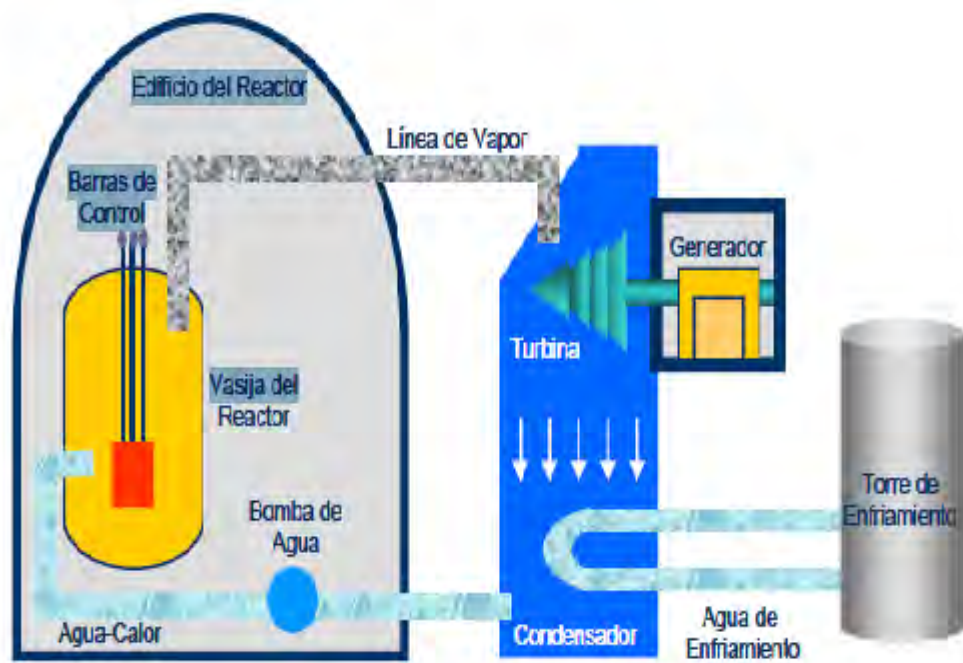 Edificio del Reactor
Línea de Vapor
Barras de
Control
Generador
Turbina
Vasija del
Reactor
Bomba de
Agua
Torre de
Enfriamiento
Agua-Calor
Condensador
Agua de
Enfriamiento